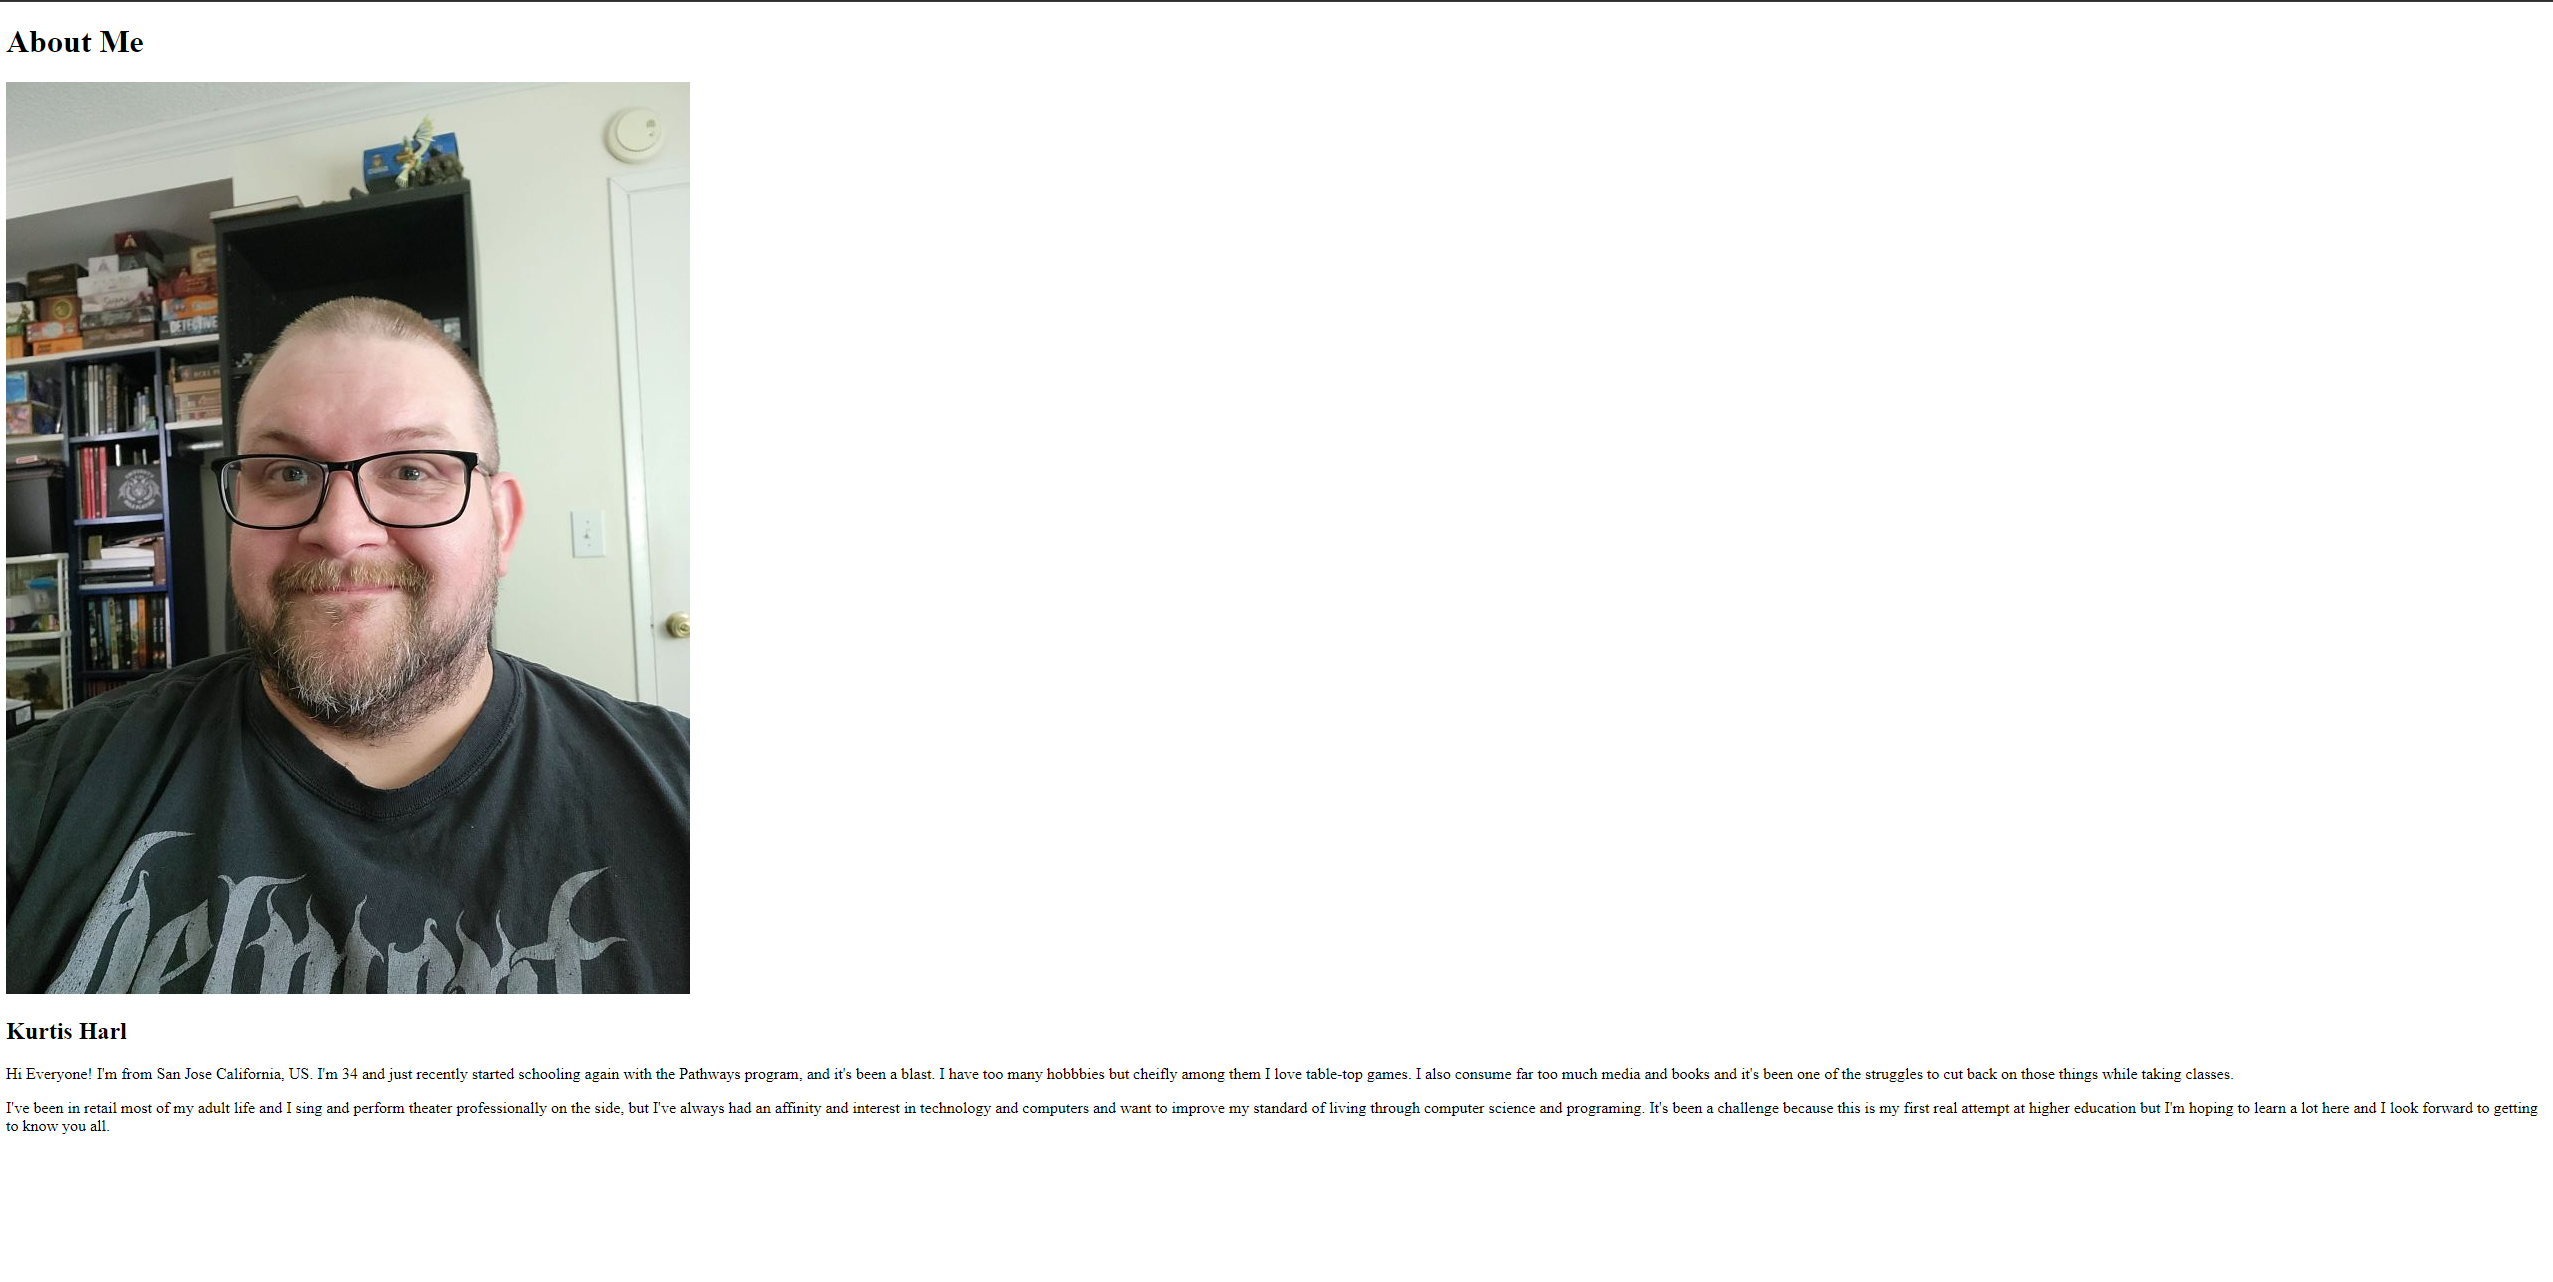 About Me
DETECTIVE
Belmont
Kurtis Harl
Hi Everyone! I'm from San Jose California, US. I'm 34 and just recently started schooling again with the Pathways program, and it's been a blast. I have too many hobbbies but cheifly among them I love table-top games. I also consume far too much media and books and it's been one of the struggles to cut back on those things while taking classes.
I've been in retail most of my adult life and I sing and perform theater professionally on the side, but I've always had an affinity and interest in technology and computers and want to improve my standard of living through computer science and programing. It's been a challenge because this is my first real attempt at higher education but I'm hoping to learn a lot here and I look forward to getting
to know you all.